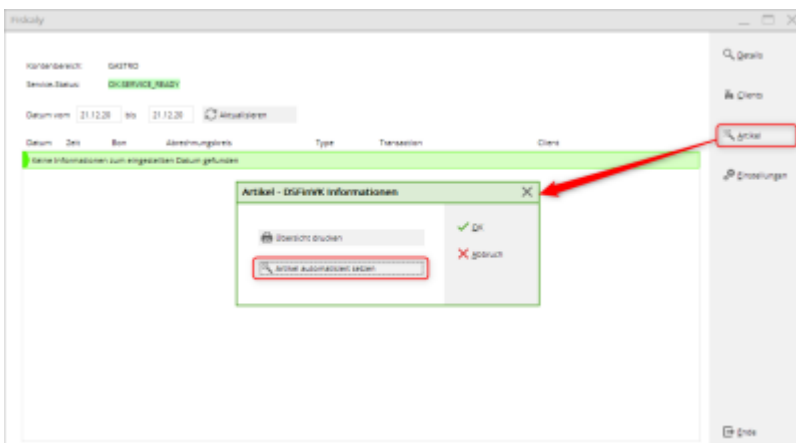 Fiskaly
Kundenbereich: GASTRO
Service Status: OK:SERVICE_READY
Datum vom 21.12.20 bis 21.12.20 Aktualisieren
Datum Zeit Bon Abrechnungskreis Type Transaktion Client
Keine Informationen zum eingestellten Datum gefunden
Artikel - DSFinVK Informationen
Übersicht drucken
Artikel automatisiert setzen
OK
Abbruch
Details
Clients
Artikel
Einstellungen
Ende